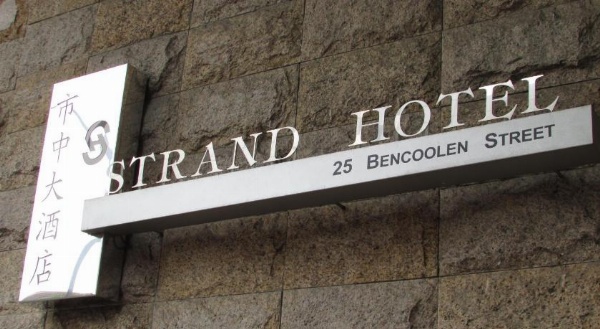 市中大酒店
S
STRAND HOTEL
25 BENCOOLEN STREET